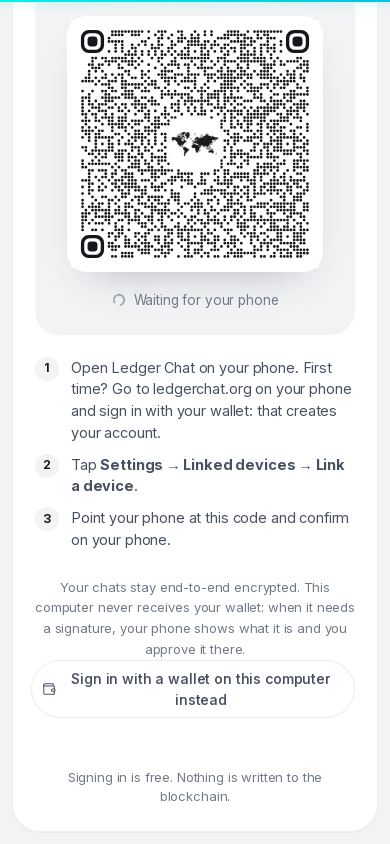 Waiting for your phone
1 Open Ledger Chat on your phone. First
time? Go to ledgerchat.org on your phone
and sign in with your wallet: that creates
your account.
2 Tap Settings → Linked devices → Link
a device.
3 Point your phone at this code and confirm
on your phone.
Your chats stay end-to-end encrypted. This
computer never receives your wallet: when it needs
a signature, your phone shows what it is and you
approve it there.
Sign in with a wallet on this computer
instead
Signing in is free. Nothing is written to the
blockchain.